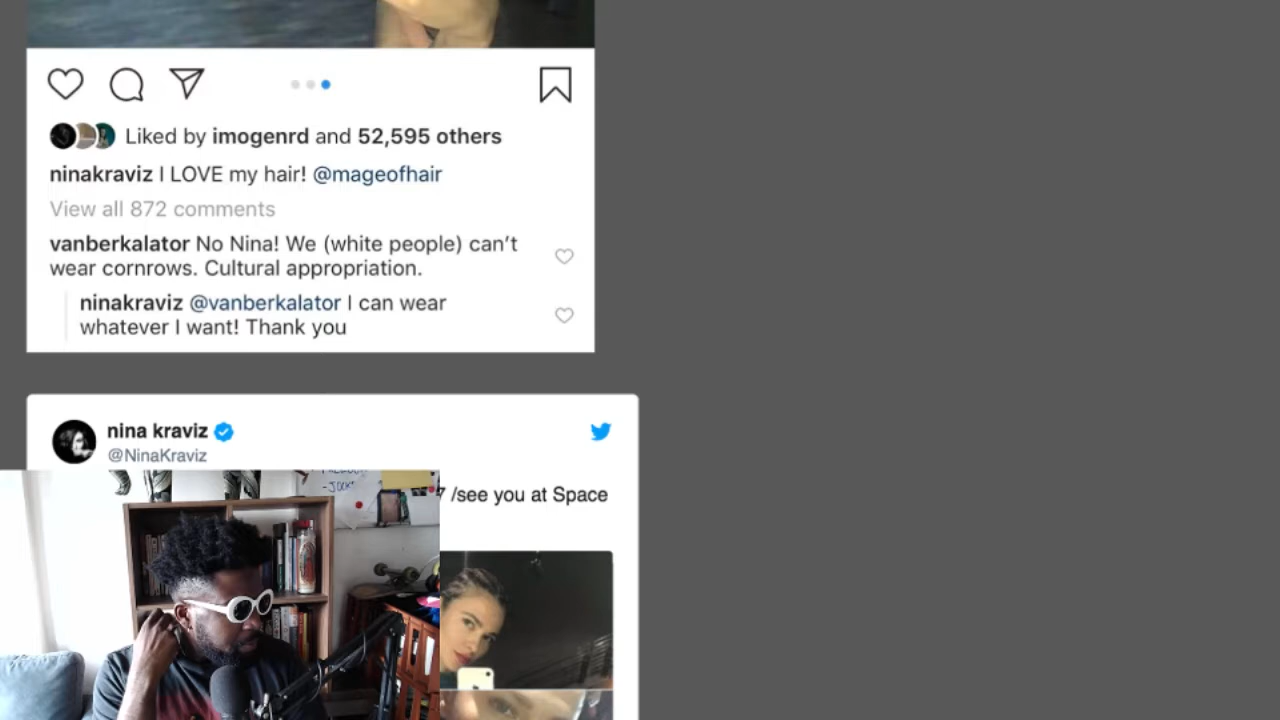 Liked by imogenrd and 52,595 others
ninakraviz I LOVE my hair! @mageofhair
View all 872 comments
vanberkalator No Nina! We (white people) can't
wear cornrows. Cultural appropriation.
ninakraviz @vanberkalator I can wear
whatever I want! Thank you
nina kraviz
@NinaKraviz
7 /see you at Space